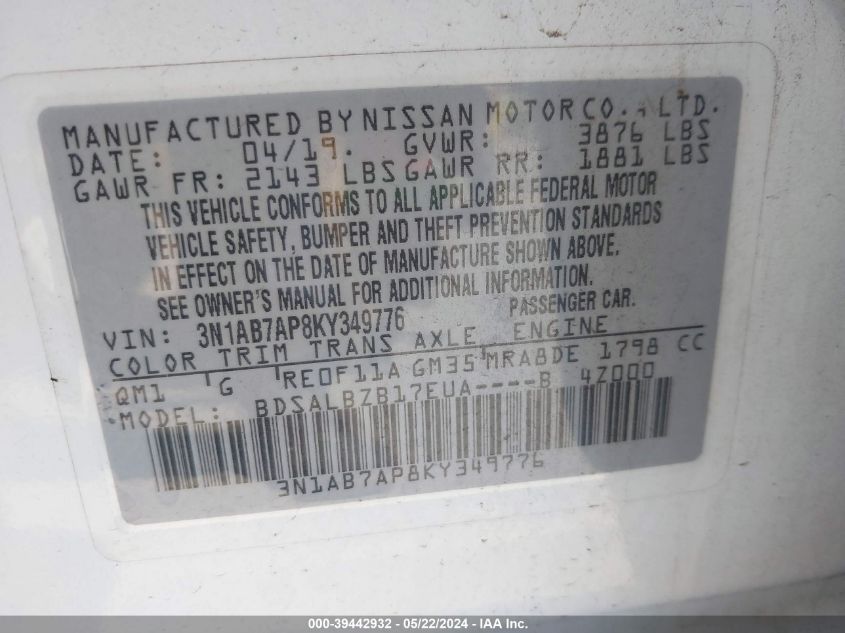 MANUFACTURED BY NISSAN MOTOR CO., LTD.
DATE: 04/19. GVWR: 3876 LBS
GAWR FR: 2143 LBS GAWR RR: 1881 LBS
THIS VEHICLE CONFORMS TO ALL APPLICABLE FEDERAL MOTOR
VEHICLE SAFETY, BUMPER AND THEFT PREVENTION STANDARDS
IN EFFECT ON THE DATE OF MANUFACTURE SHOWN ABOVE.
SEE OWNER'S MANUAL FOR ADDITIONAL INFORMATION.
VIN: 3N1AB7AP8KY349776 PASSENGER CAR.
COLOR TRIM TRANS AXLE ENGINE
QM1 G RE0F11A GM35 MRA8DE 1798 CC
MODEL: BDSALBZB17EUA----B 4Z000
3N1AB7AP8KY349776
000-39442932 - 05/22/2024 - IAA Inc.